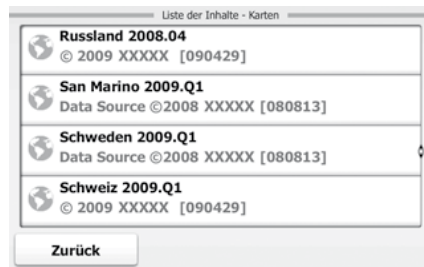 Liste der Inhalte - Karten
Russland 2008.04
© 2009 XXXXX [090429]
San Marino 2009.Q1
Data Source ©2008 XXXXX [080813]
Schweden 2009.Q1
Data Source ©2008 XXXXX [080813]
Schweiz 2009.Q1
© 2009 XXXXX [090429]
Zurück